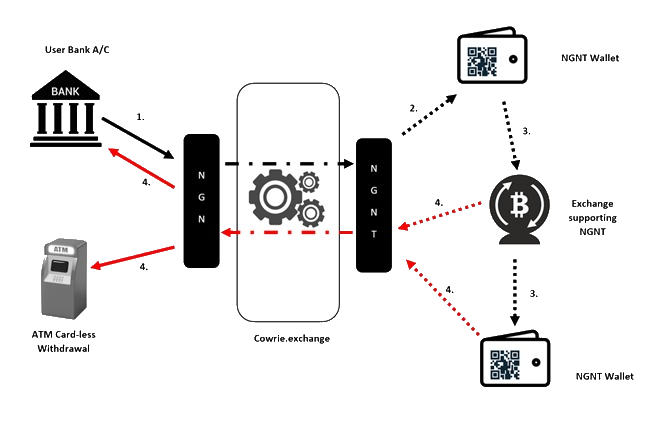 User Bank A/C
BANK
1.
2.
NGNT Wallet
3.
4.
N
G
N
N
G
N
T
4.
Exchange
supporting
NGNT
4.
ATM
4.
3.
ATM Card-less
Withdrawal
Cowrie.exchange
NGNT Wallet